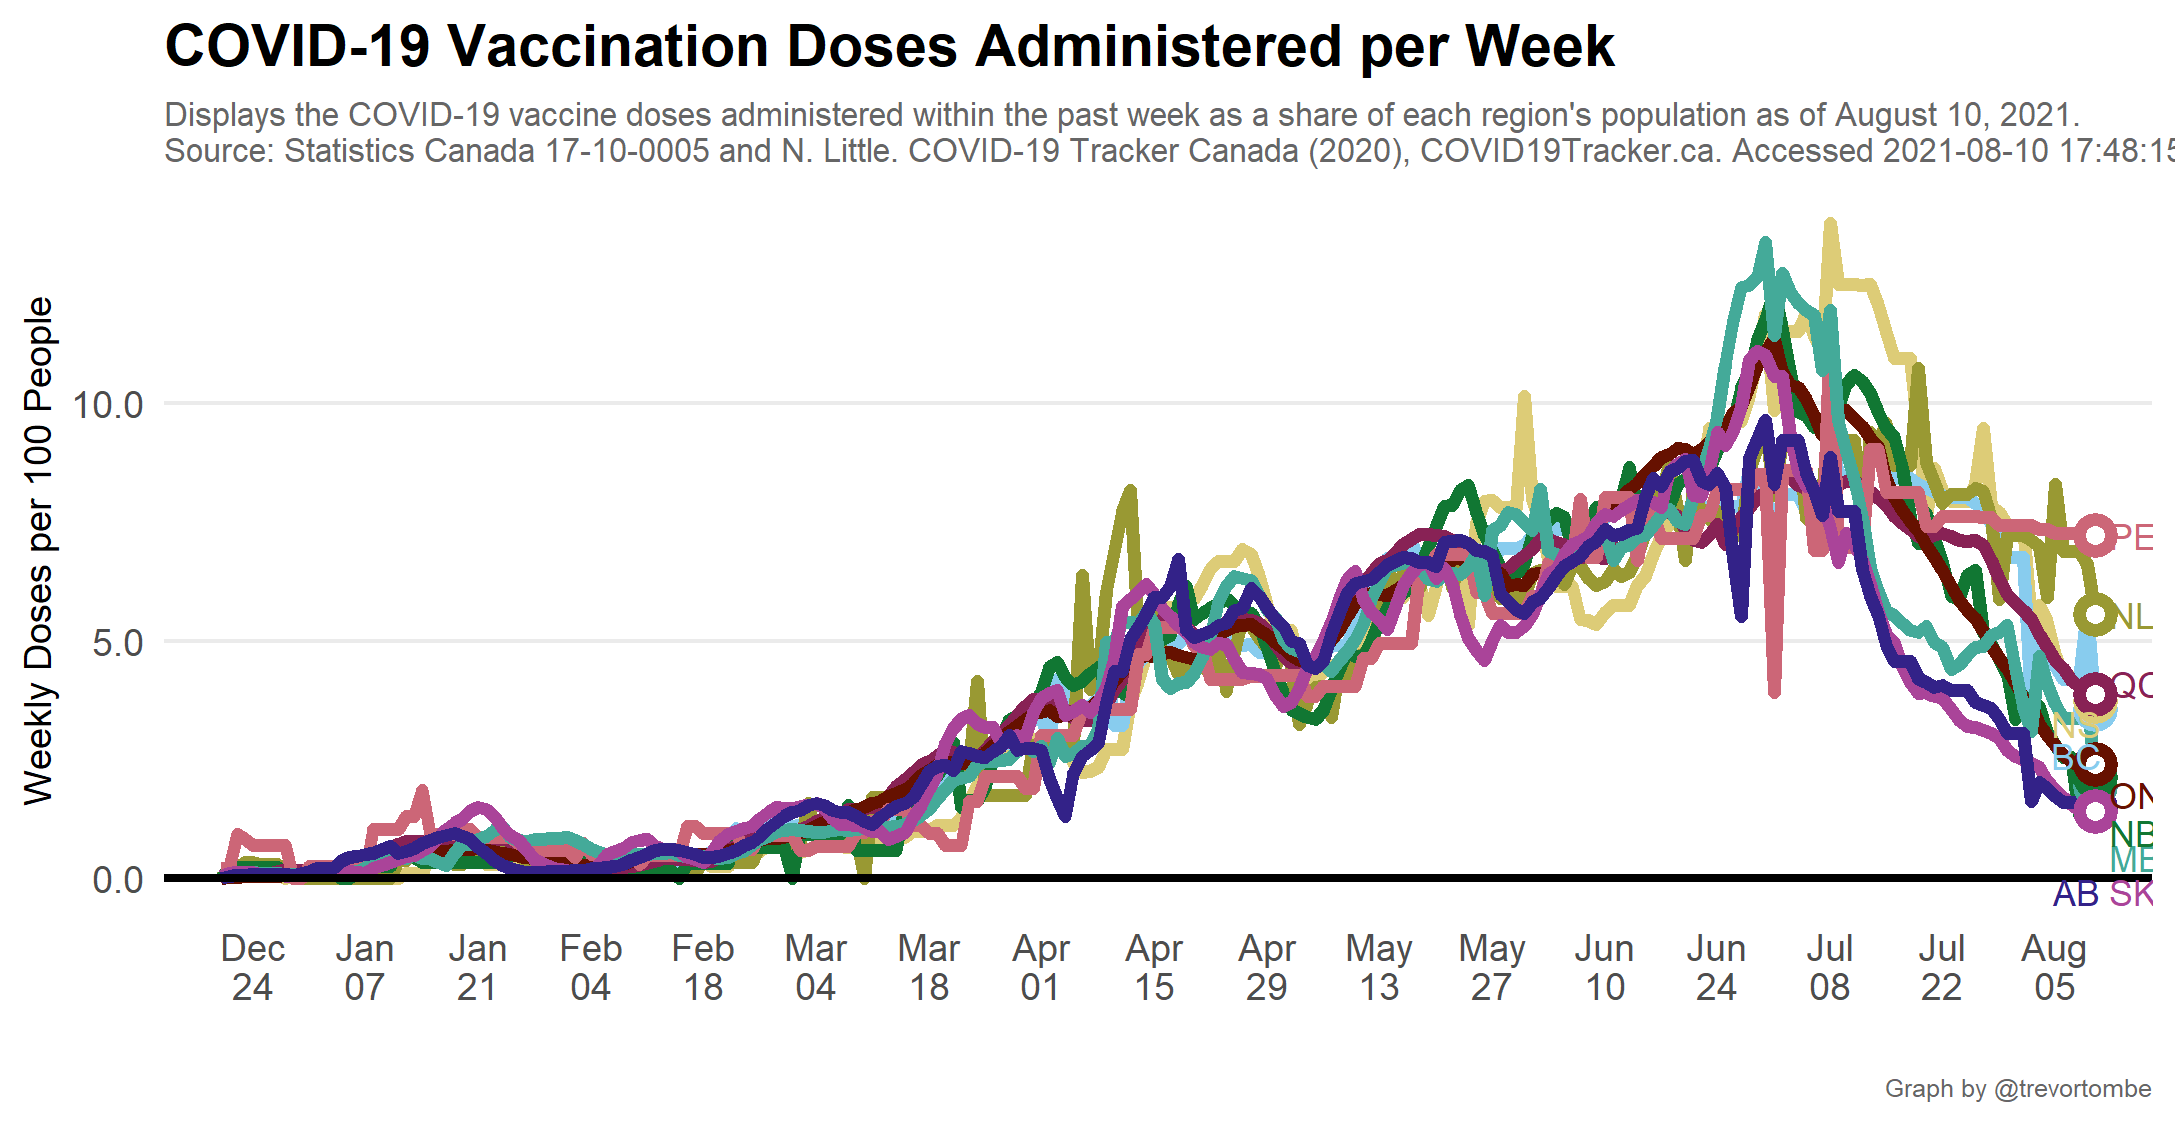 COVID-19 Vaccination Doses Administered per Week
Displays the COVID-19 vaccine doses administered within the past week as a share of each region's population as of August 10, 2021.
Source: Statistics Canada 17-10-0005 and N. Little. COVID-19 Tracker Canada (2020), COVID19Tracker.ca. Accessed 2021-08-10 17:48:15
Weekly Doses per 100 People
10.0
5.0
0.0
PE
NL
QC
NS
BC
ON
NB
MB
AB SK
Dec Jan Jan Feb Feb Mar Mar Apr Apr Apr May May Jun Jun Jul Jul Aug
24 07 21 04 18 04 18 01 15 29 13 27 10 24 08 22 05
Graph by @trevortombe